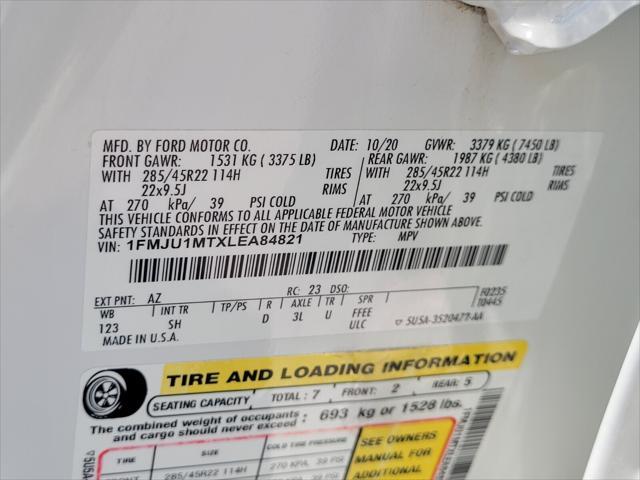 MFD. BY FORD MOTOR CO. DATE: 10/20 GVWR: 3379 KG ( 7450 LB)
FRONT GAWR: 1531 KG ( 3375 LB) REAR GAWR: 1987 KG ( 4380 LB)
WITH 285/45R22 114H TIRES WITH 285/45R22 114H TIRES
22x9.5J RIMS 22x9.5J RIMS
AT 270 kPa/ 39 PSI COLD AT 270 kPa/ 39 PSI COLD
THIS VEHICLE CONFORMS TO ALL APPLICABLE FEDERAL MOTOR VEHICLE
SAFETY STANDARDS IN EFFECT ON THE DATE OF MANUFACTURE SHOWN ABOVE.
VIN: 1FMJU1MTXLEA84821 TYPE: MPV
EXT PNT: AZ RC: 23 DSO: F0235
WB INT TR TP/PS R AXLE TR SPR T0445
123 SH D 3L U FFEE
MADE IN U.S.A. ULC 5U5A-3520472-AA
TIRE AND LOADING INFORMATION
SEATING CAPACITY TOTAL : 7 FRONT: 2 REAR: 5
The combined weight of occupants and cargo should never exceed: 693 kg or 1528 lbs.
TIRE SIZE COLD TIRE PRESSURE SEE OWNERS
FRONT 285/45R22 114H 270 KPA, 39 PSI MANUAL FOR
ADDITIONAL